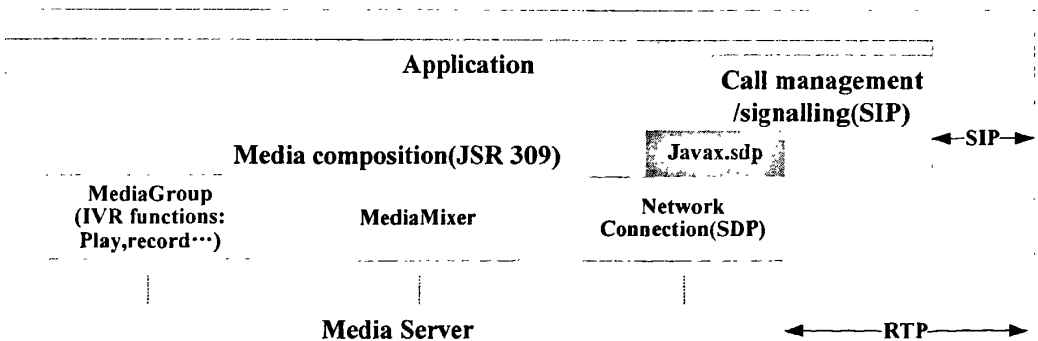 Application
Call management
/signalling(SIP)
SIP
Media composition(JSR 309)
Javax.sdp
MediaGroup
(IVR functions:
Play,record···)
MediaMixer
Network
Connection(SDP)
Media Server
RTP